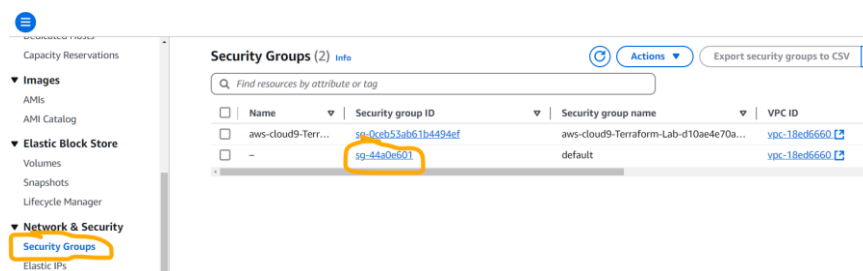 Dedicated Hosts
Capacity Reservations
Images
AMIs
AMI Catalog
Elastic Block Store
Volumes
Snapshots
Lifecycle Manager
Network & Security
Security Groups
Elastic IPs
Security Groups (2) Info
Actions
Export security groups to CSV
Find resources by attribute or tag
Name Security group ID Security group name VPC ID
aws-cloud9-Terr... sg-0ceb53ab61b4494ef aws-cloud9-Terraform-Lab-d10ae4e70a... vpc-18ed6660
– sg-44a0e601 default vpc-18ed6660